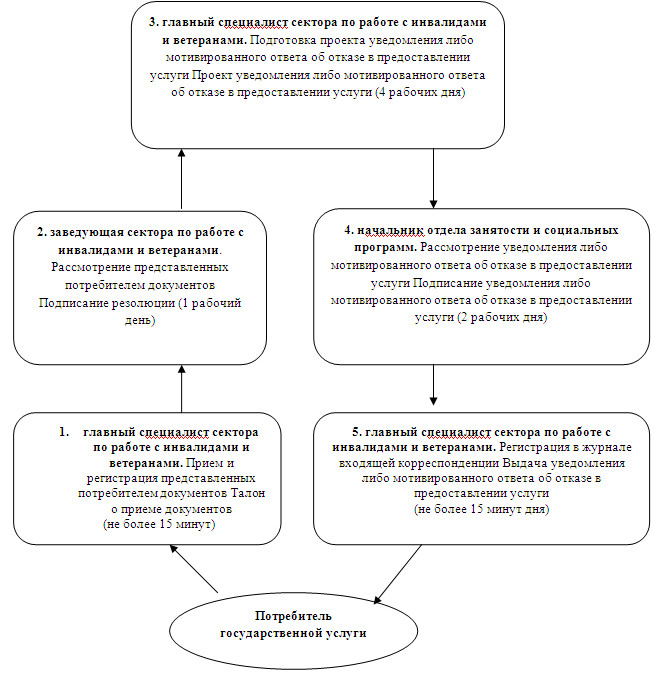 3. главный специалист сектора по работе с инвалидами
и ветеранами. Подготовка проекта уведомления либо
мотивированного ответа об отказе в предоставлении
услуги Проект уведомления либо мотивированного ответа
об отказе в предоставлении услуги (4 рабочих дня)
2. заведующая сектора по работе с
инвалидами и ветеранами.
Рассмотрение представленных
потребителем документов
Подписание резолюции (1 рабочий
день)
4. начальник отдела занятости и социальных
программ. Рассмотрение уведомления либо
мотивированного ответа об отказе в предоставлении
услуги Подписание уведомления либо
мотивированного ответа об отказе в предоставлении
услуги (2 рабочих дня)
1. главный специалист сектора
по работе с инвалидами и
ветеранами. Прием и
регистрация представленных
потребителем документов Талон
о приеме документов
(не более 15 минут)
5. главный специалист сектора по работе с
инвалидами и ветеранами. Регистрация в журнале
входящей корреспонденции Выдача уведомления
либо мотивированного ответа об отказе в
предоставлении услуги
(не более 15 минут дня)
Потребитель
государственной услуги